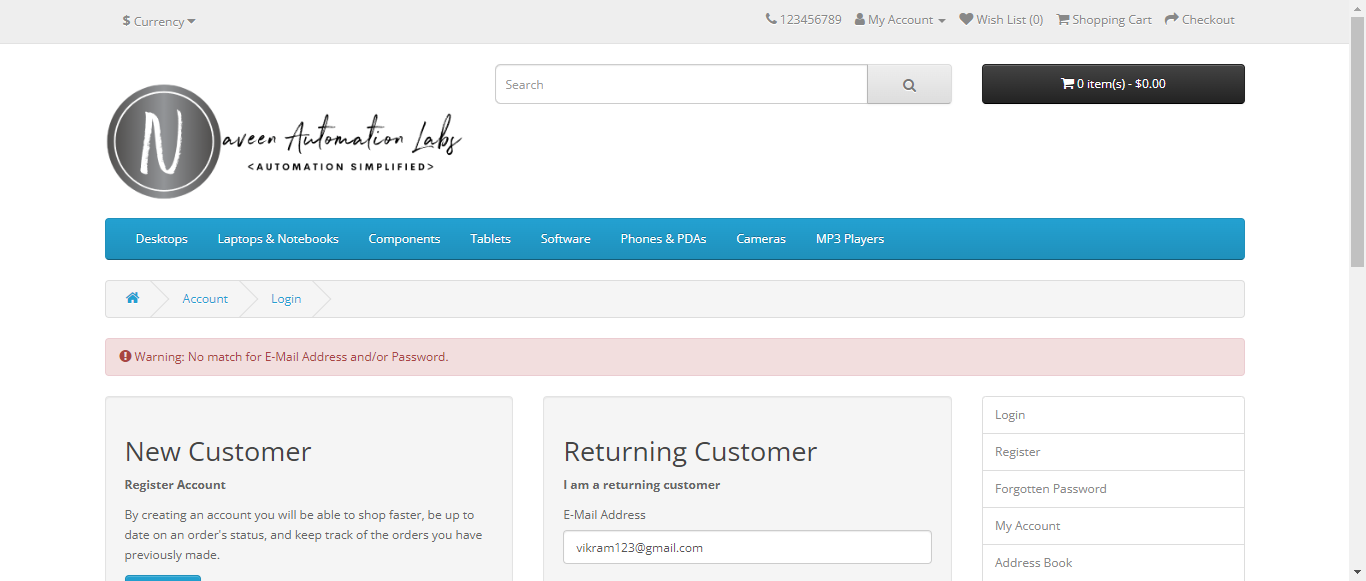 $ Currency
123456789 My Account Wish List (0) Shopping Cart Checkout
Search
0 item(s) - $0.00
Naveen Automation Labs
<AUTOMATION SIMPLIFIED>
Desktops Laptops & Notebooks Components Tablets Software Phones & PDAs Cameras MP3 Players
Account Login
Warning: No match for E-Mail Address and/or Password.
New Customer
Register Account
By creating an account you will be able to shop faster, be up to
date on an order's status, and keep track of the orders you have
previously made.
Returning Customer
I am a returning customer
E-Mail Address
vikram123@gmail.com
Login
Register
Forgotten Password
My Account
Address Book